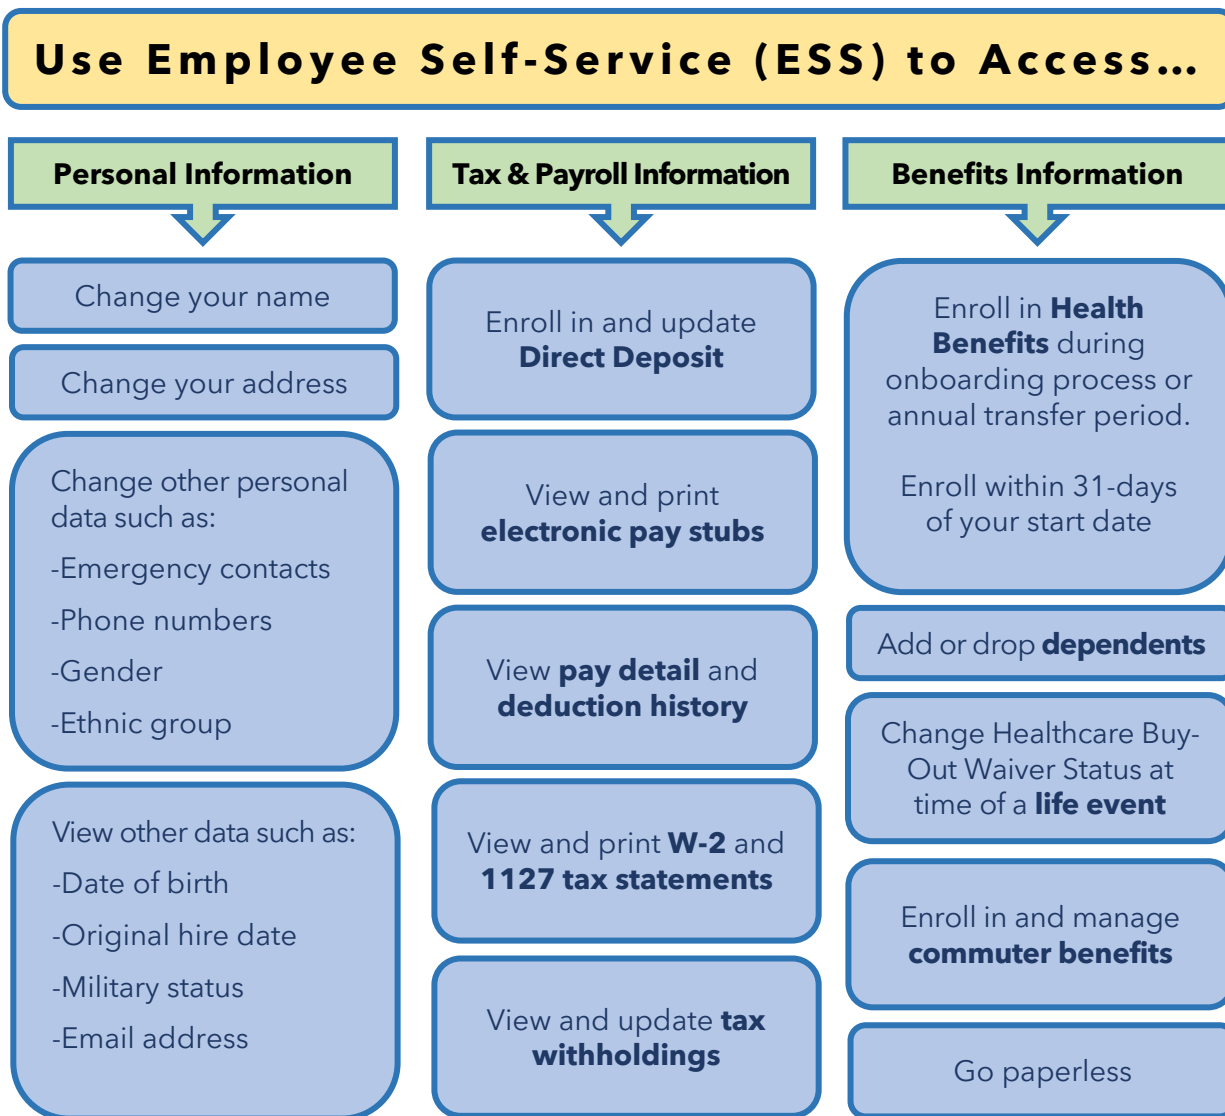 Use Employee Self-Service (ESS) to Access...
Personal Information
Change your name
Change your address
Change other personal
data such as:
-Emergency contacts
-Phone numbers
-Gender
-Ethnic group
View other data such as:
-Date of birth
-Original hire date
-Military status
-Email address
Tax & Payroll Information
Enroll in and update
Direct Deposit
View and print
electronic pay stubs
View pay detail and
deduction history
View and print W-2 and
1127 tax statements
View and update tax
withholdings
Benefits Information
Enroll in Health
Benefits during
onboarding process or
annual transfer period.
Enroll within 31-days
of your start date
Add or drop dependents
Change Healthcare Buy-
Out Waiver Status at
time of a life event
Enroll in and manage
commuter benefits
Go paperless